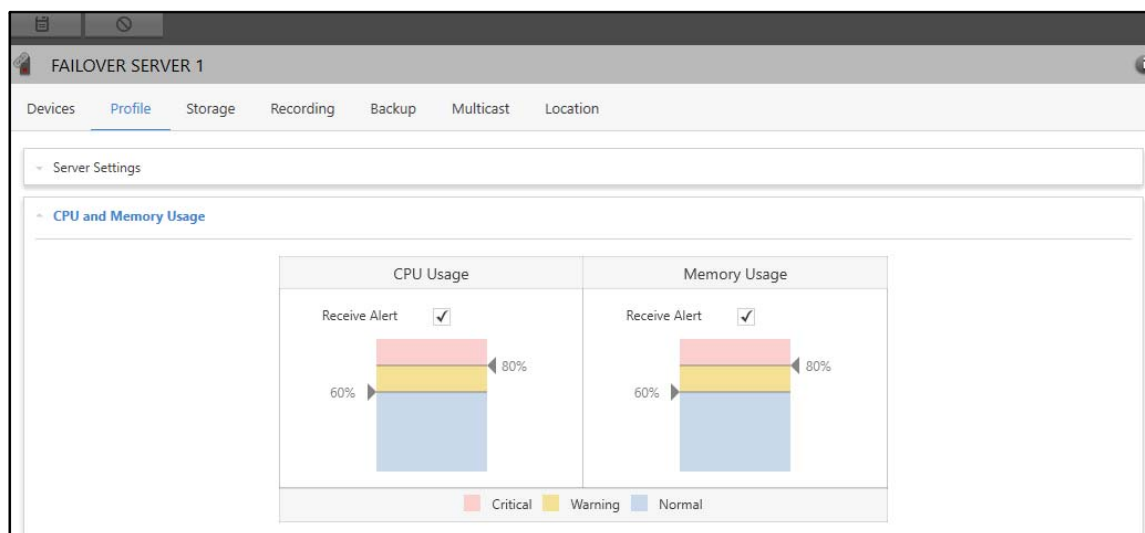 FAILOVER SERVER 1
Devices Profile Storage Recording Backup Multicast Location
Server Settings
CPU and Memory Usage
CPU Usage Memory Usage
Receive Alert Receive Alert
80% 80%
60% 60%
Critical Warning Normal